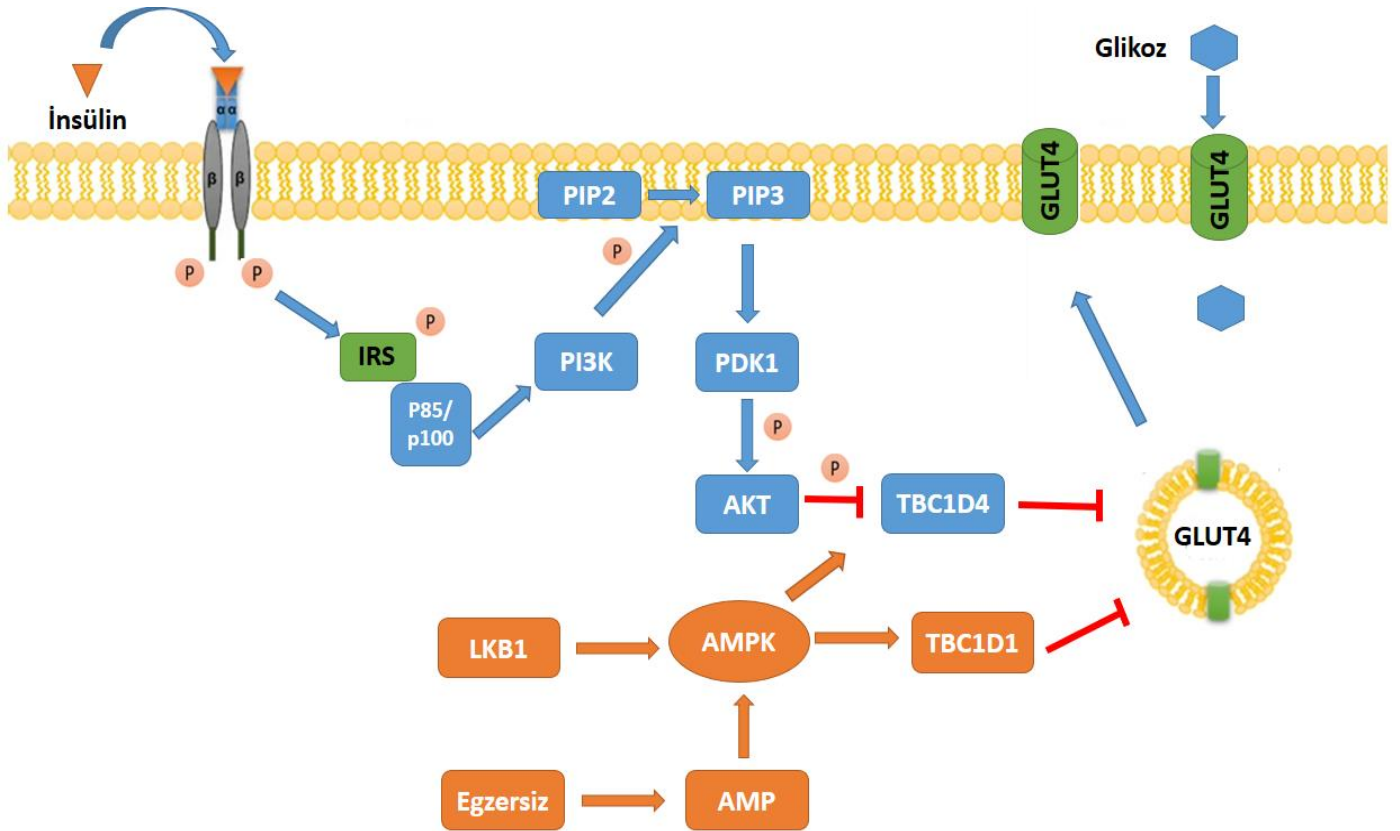 Glikoz
İnsülin
α α
β β
PIP2
PIP3
GLUT4
GLUT4
P
P
P
P
IRS
PI3K
PDK1
P85/
p100
P
P
AKT
TBC1D4
GLUT4
LKB1
AMPK
TBC1D1
Egzersiz
AMP